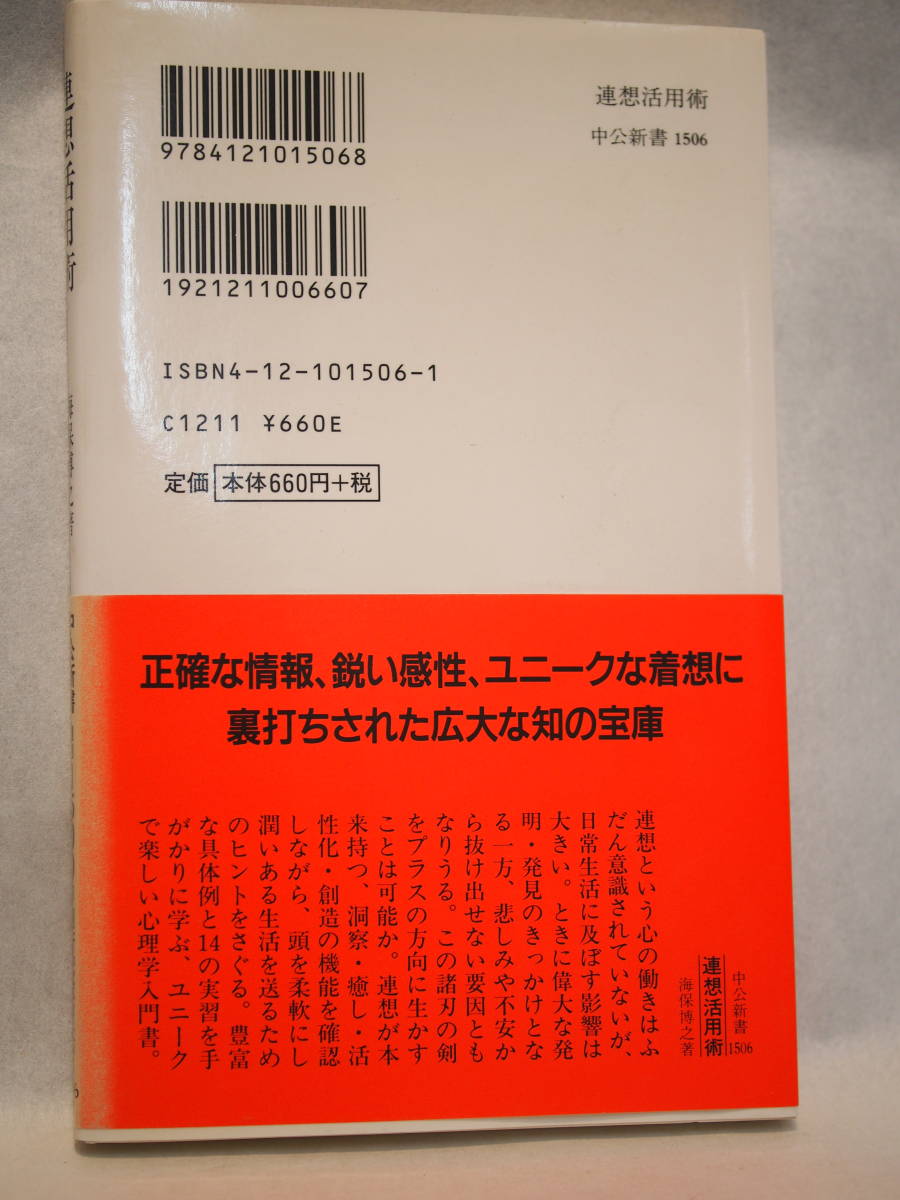 連想活用術
海保博之著
9784121015068
連想活用術
中公新書 1506
1921211006607
ISBN4-12-101506-1
C1211 ¥660E
定価 本体660円+税
正確な情報、鋭い感性、ユニークな着想に
裏打ちされた広大な知の宝庫
中公新書
1506
連想活用術
海保博之著
連想という心の働きはふ
だん意識されていないが、
日常生活に及ぼす影響は
大きい。ときに偉大な発
明・発見のきっかけとな
る一方、悲しみや不安か
ら抜け出せない要因とも
なりうる。この諸刃の剣
をプラスの方向に生かす
ことは可能か。連想が本
来持つ、洞察・癒し・活
性化・創造の機能を確認
しながら、頭を柔軟にし
潤いある生活を送るため
のヒントをさぐる。豊富
な具体例と14の実習を手
がかりに学ぶ、ユニーク
で楽しい心理学入門書。